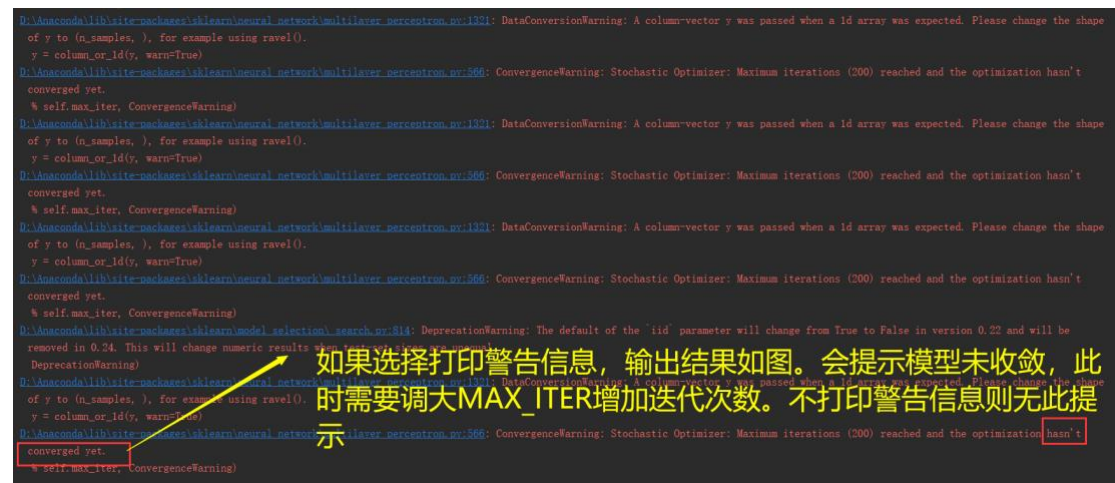 D:\Anaconda\lib\site-packages\sklearn\neural_network\multilayer_perceptron.py:1321: DataConversionWarning: A column-vector y was passed when a 1d array was expected. Please change the shape
of y to (n_samples, ), for example using ravel().
y = column_or_1d(y, warn=True)
D:\Anaconda\lib\site-packages\sklearn\neural_network\multilayer_perceptron.py:566: ConvergenceWarning: Stochastic Optimizer: Maximum iterations (200) reached and the optimization hasn't
converged yet.
% self.max_iter, ConvergenceWarning)
D:\Anaconda\lib\site-packages\sklearn\neural_network\multilayer_perceptron.py:1321: DataConversionWarning: A column-vector y was passed when a 1d array was expected. Please change the shape
of y to (n_samples, ), for example using ravel().
y = column_or_1d(y, warn=True)
D:\Anaconda\lib\site-packages\sklearn\neural_network\multilayer_perceptron.py:566: ConvergenceWarning: Stochastic Optimizer: Maximum iterations (200) reached and the optimization hasn't
converged yet.
% self.max_iter, ConvergenceWarning)
D:\Anaconda\lib\site-packages\sklearn\neural_network\multilayer_perceptron.py:1321: DataConversionWarning: A column-vector y was passed when a 1d array was expected. Please change the shape
of y to (n_samples, ), for example using ravel().
y = column_or_1d(y, warn=True)
D:\Anaconda\lib\site-packages\sklearn\neural_network\multilayer_perceptron.py:566: ConvergenceWarning: Stochastic Optimizer: Maximum iterations (200) reached and the optimization hasn't
converged yet.
% self.max_iter, ConvergenceWarning)
D:\Anaconda\lib\site-packages\sklearn\model_selection\_search.py:814: DeprecationWarning: The default of the `iid` parameter will change from True to False in version 0.22 and will be
removed in 0.24. This will change numeric results when test-set sizes are unequal.
DeprecationWarning)
如果选择打印警告信息，输出结果如图。会提示模型未收敛，此
时需要调大MAX_ITER增加迭代次数。不打印警告信息则无此提
示
D:\Anaconda\lib\site-packages\sklearn\neural_network\multilayer_perceptron.py:1321: DataConversionWarning: A column-vector y was passed when a 1d array was expected. Please change the shape
of y to (n_samples, ), for example using ravel().
y = column_or_1d(y, warn=True)
D:\Anaconda\lib\site-packages\sklearn\neural_network\multilayer_perceptron.py:566: ConvergenceWarning: Stochastic Optimizer: Maximum iterations (200) reached and the optimization hasn't
converged yet.
% self.max_iter, ConvergenceWarning)